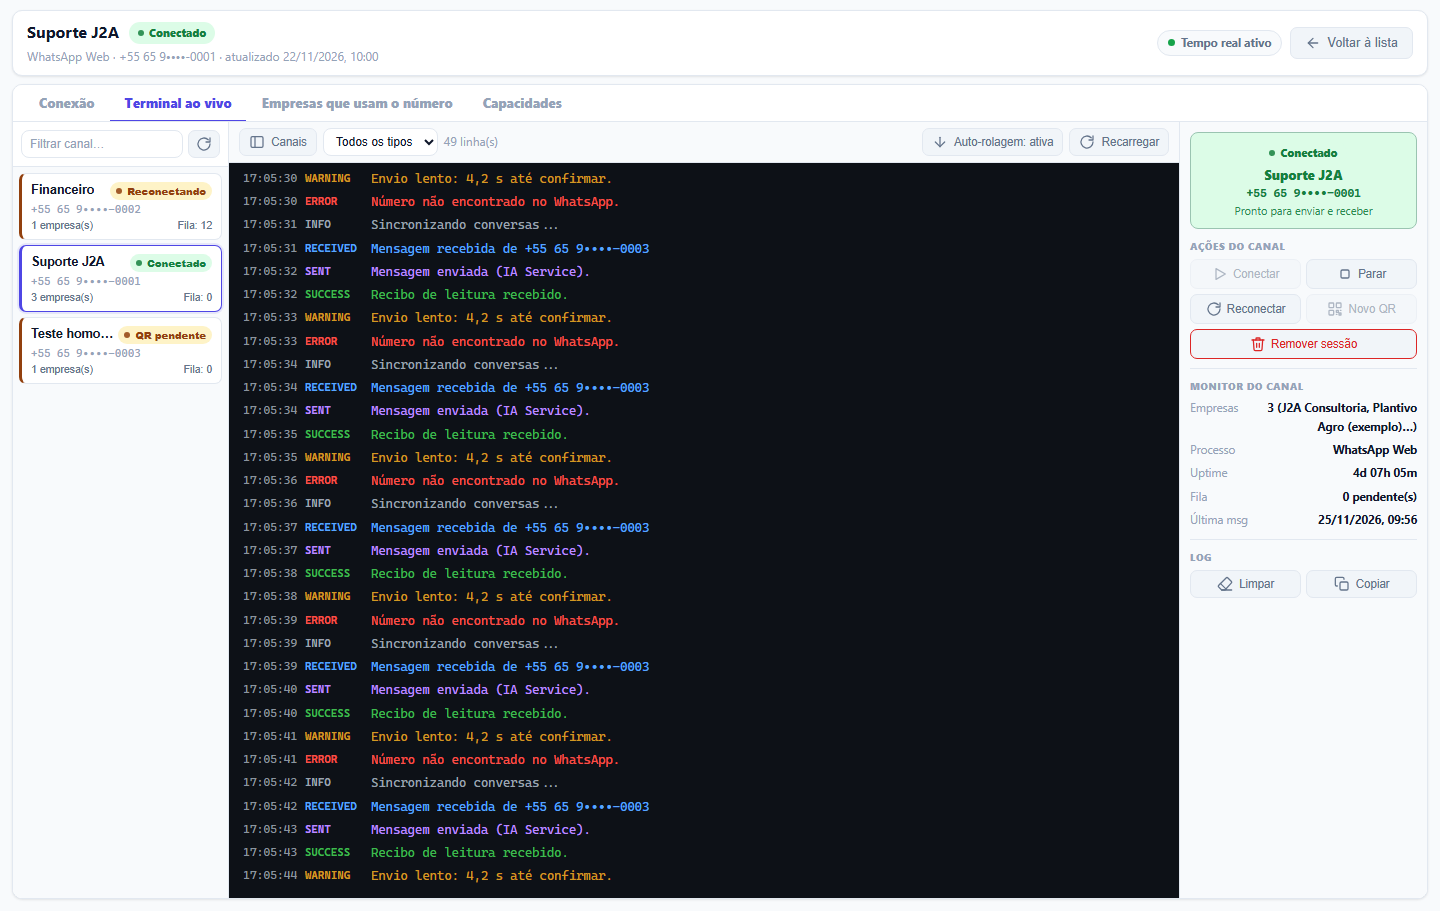 Suporte J2A
Conectado
WhatsApp Web · +55 65 9••••-0001 · atualizado 22/11/2026, 10:00
Tempo real ativo
Voltar à lista
Conexão
Terminal ao vivo
Empresas que usam o número
Capacidades
Filtrar canal...
Financeiro
Reconectando
+55 65 9••••-0002
1 empresa(s)
Fila: 12
Suporte J2A
Conectado
+55 65 9••••-0001
3 empresa(s)
Fila: 0
Teste homo...
QR pendente
+55 65 9••••-0003
1 empresa(s)
Fila: 0
Canais
Todos os tipos
49 linha(s)
Auto-rolagem: ativa
Recarregar
17:05:30 WARNING Envio lento: 4,2 s até confirmar.
17:05:30 ERROR Número não encontrado no WhatsApp.
17:05:31 INFO Sincronizando conversas...
17:05:31 RECEIVED Mensagem recebida de +55 65 9••••-0003
17:05:32 SENT Mensagem enviada (IA Service).
17:05:32 SUCCESS Recibo de leitura recebido.
17:05:33 WARNING Envio lento: 4,2 s até confirmar.
17:05:33 ERROR Número não encontrado no WhatsApp.
17:05:34 INFO Sincronizando conversas...
17:05:34 RECEIVED Mensagem recebida de +55 65 9••••-0003
17:05:34 SENT Mensagem enviada (IA Service).
17:05:35 SUCCESS Recibo de leitura recebido.
17:05:35 WARNING Envio lento: 4,2 s até confirmar.
17:05:36 ERROR Número não encontrado no WhatsApp.
17:05:36 INFO Sincronizando conversas...
17:05:37 RECEIVED Mensagem recebida de +55 65 9••••-0003
17:05:37 SENT Mensagem enviada (IA Service).
17:05:38 SUCCESS Recibo de leitura recebido.
17:05:38 WARNING Envio lento: 4,2 s até confirmar.
17:05:39 ERROR Número não encontrado no WhatsApp.
17:05:39 INFO Sincronizando conversas...
17:05:39 RECEIVED Mensagem recebida de +55 65 9••••-0003
17:05:40 SENT Mensagem enviada (IA Service).
17:05:40 SUCCESS Recibo de leitura recebido.
17:05:41 WARNING Envio lento: 4,2 s até confirmar.
17:05:41 ERROR Número não encontrado no WhatsApp.
17:05:42 INFO Sincronizando conversas...
17:05:42 RECEIVED Mensagem recebida de +55 65 9••••-0003
17:05:43 SENT Mensagem enviada (IA Service).
17:05:43 SUCCESS Recibo de leitura recebido.
17:05:44 WARNING Envio lento: 4,2 s até confirmar.
Conectado
Suporte J2A
+55 65 9••••-0001
Pronto para enviar e receber
AÇÕES DO CANAL
Conectar
Parar
Reconectar
Novo QR
Remover sessão
MONITOR DO CANAL
Empresas 3 (J2A Consultoria, Plantivo
Agro (exemplo)...)
Processo WhatsApp Web
Uptime 4d 07h 05m
Fila 0 pendente(s)
Última msg 25/11/2026, 09:56
LOG
Limpar
Copiar